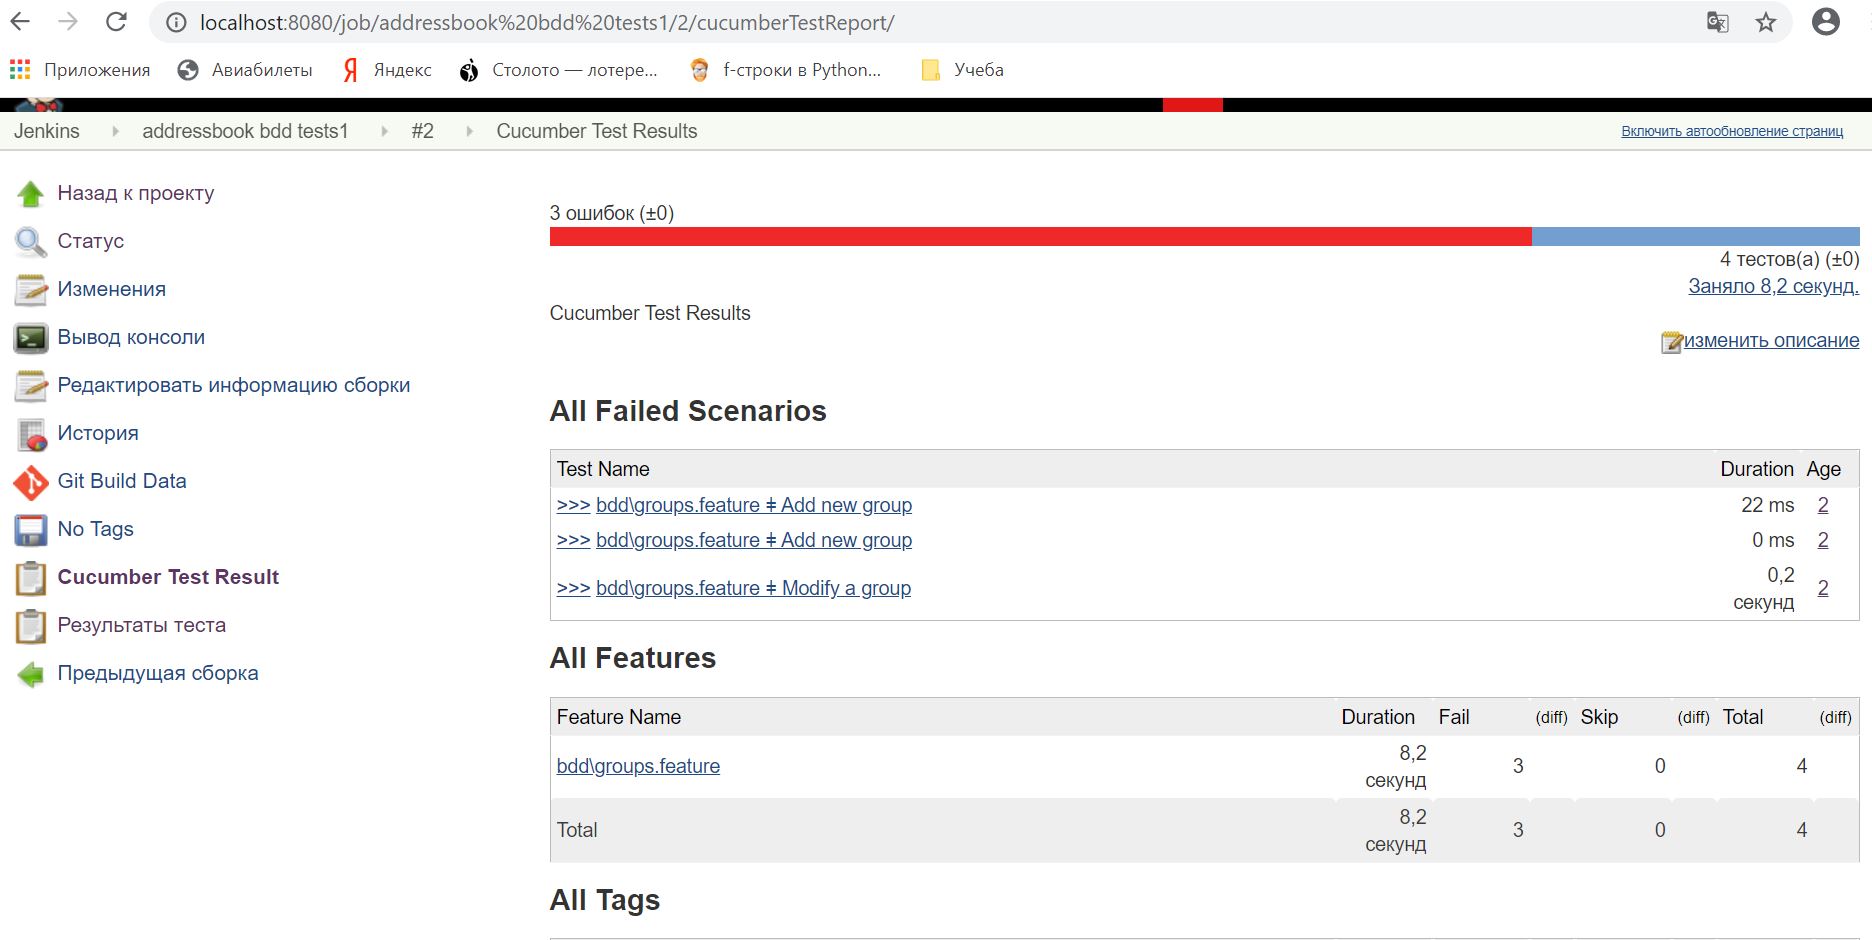 localhost:8080/job/addressbook%20bdd%20tests1/2/cucumberTestReport/
Приложения Авиабилеты Яндекс Столото — лотере... f-строки в Python... Учеба
Jenkins addressbook bdd tests1 #2 Cucumber Test Results Включить автообновление страниц
Назад к проекту
Статус
Изменения
Вывод консоли
Редактировать информацию сборки
История
Git Build Data
No Tags
Cucumber Test Result
Результаты теста
Предыдущая сборка
3 ошибок (±0)
4 тестов(а) (±0)
Заняло 8,2 секунд.
Cucumber Test Results
изменить описание
All Failed Scenarios
Test Name Duration Age
>>> bdd\groups.feature ǂ Add new group 22 ms 2
>>> bdd\groups.feature ǂ Add new group 0 ms 2
>>> bdd\groups.feature ǂ Modify a group 0,2 секунд 2
All Features
Feature Name Duration Fail (diff) Skip (diff) Total (diff)
bdd\groups.feature 8,2 секунд 3 0 4
Total 8,2 секунд 3 0 4
All Tags